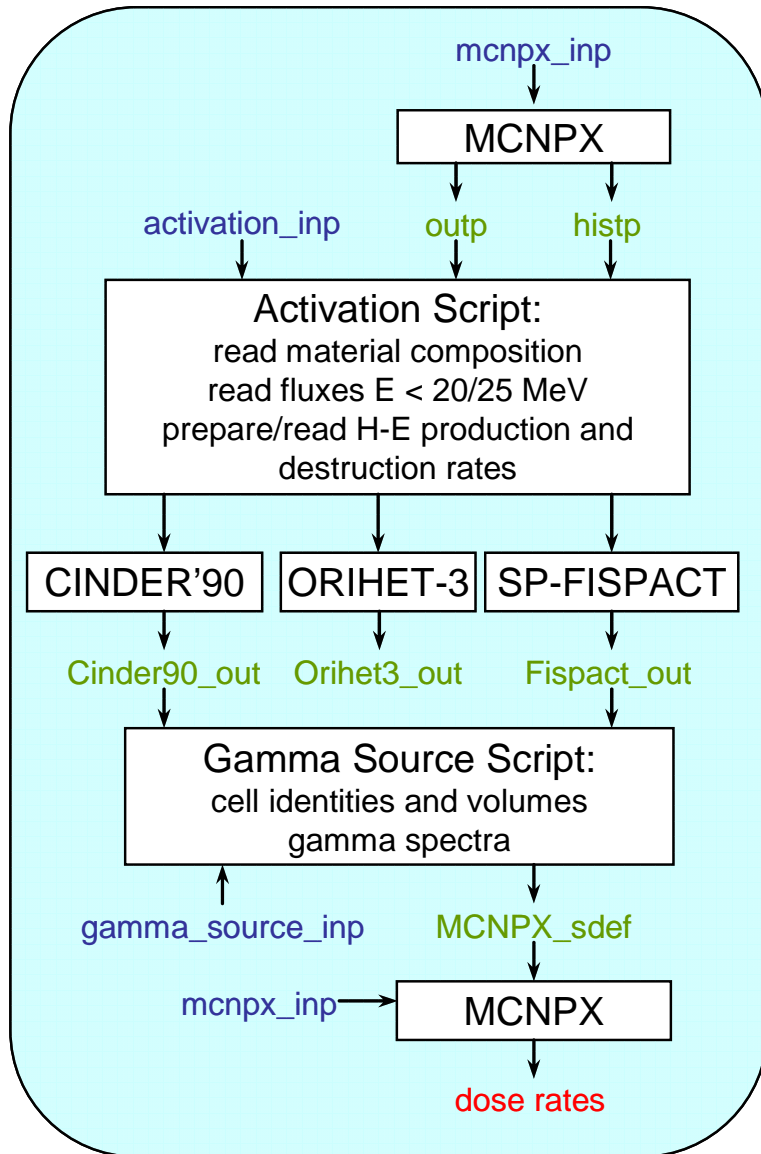 mcnpx_inp
MCNPX
activation_inp outp histp
Activation Script:
read material composition
read fluxes E < 20/25 MeV
prepare/read H-E production and
destruction rates
CINDER’90 ORIHET-3 SP-FISPACT
Cinder90_out Orihet3_out Fispact_out
Gamma Source Script:
cell identities and volumes
gamma spectra
gamma_source_inp MCNPX_sdef
mcnpx_inp MCNPX
dose rates